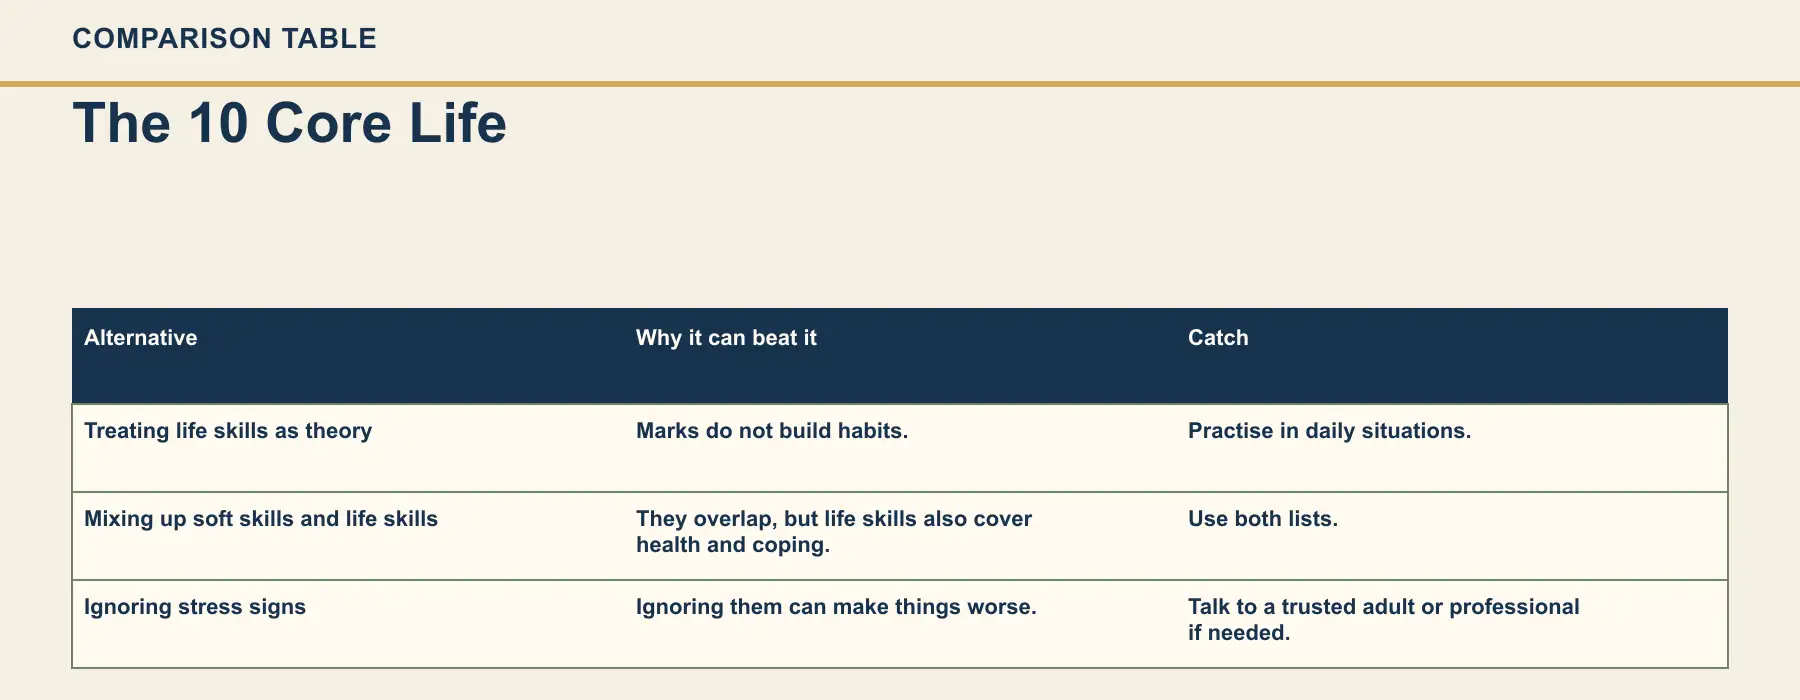 COMPARISON TABLE
The 10 Core Life
Alternative Why it can beat it Catch
Treating life skills as theory Marks do not build habits. Practise in daily situations.
Mixing up soft skills and life skills They overlap, but life skills also cover Use both lists.
health and coping.
Ignoring stress signs Ignoring them can make things worse. Talk to a trusted adult or professional
if needed.